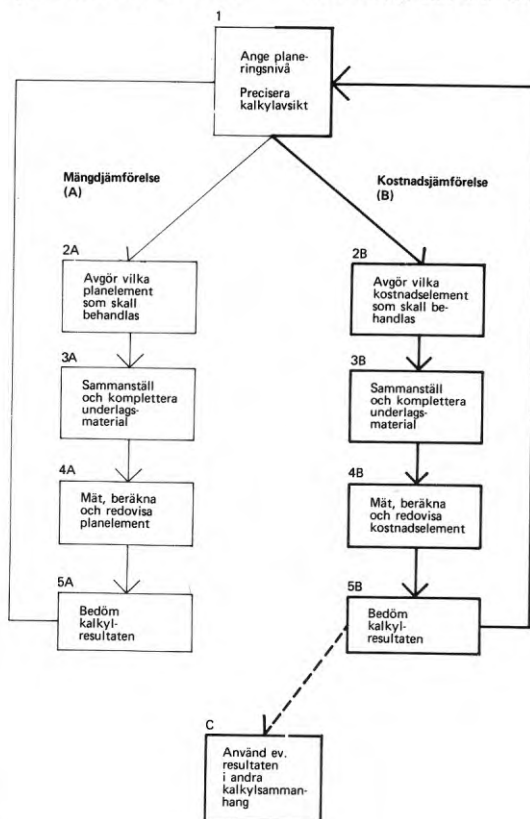 1
Ange plane-
ringsnivå
Precisera
kalkylavsikt
Mängdjämförelse
(A)
Kostnadsjämförelse
(B)
2A
Avgör vilka
planelement
som skall
behandlas
2B
Avgör vilka
kostnadselement
som skall be-
handlas
3A
Sammanställ
och komplettera
underlags-
material
3B
Sammanställ
och komplettera
underlags-
material
4A
Mät, beräkna
och redovisa
planelement
4B
Mät, beräkna
och redovisa
kostnadselement
5A
Bedöm
kalkyl-
resultaten
5B
Bedöm
kalkyl-
resultaten
C
Använd ev.
resultaten
i andra
kalkylsamman-
hang